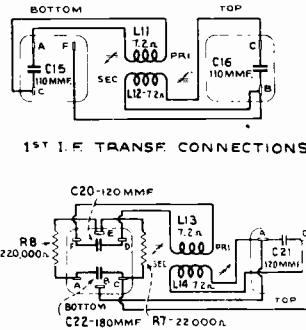 BOTTOM TOP
L11
7.2Ω
A F PRI C
C15 C16
110MMF. SEC 110MMF.
C L12-7.2Ω B
1ST I.F. TRANSF. CONNECTIONS
C20-120MMF
R8 E L13
220,000Ω 7.2Ω
F D PRI A C
SEC C21
A B C L14 7.2Ω 120MMF
BOTTOM TOP
C22-180MMF R7-22000Ω